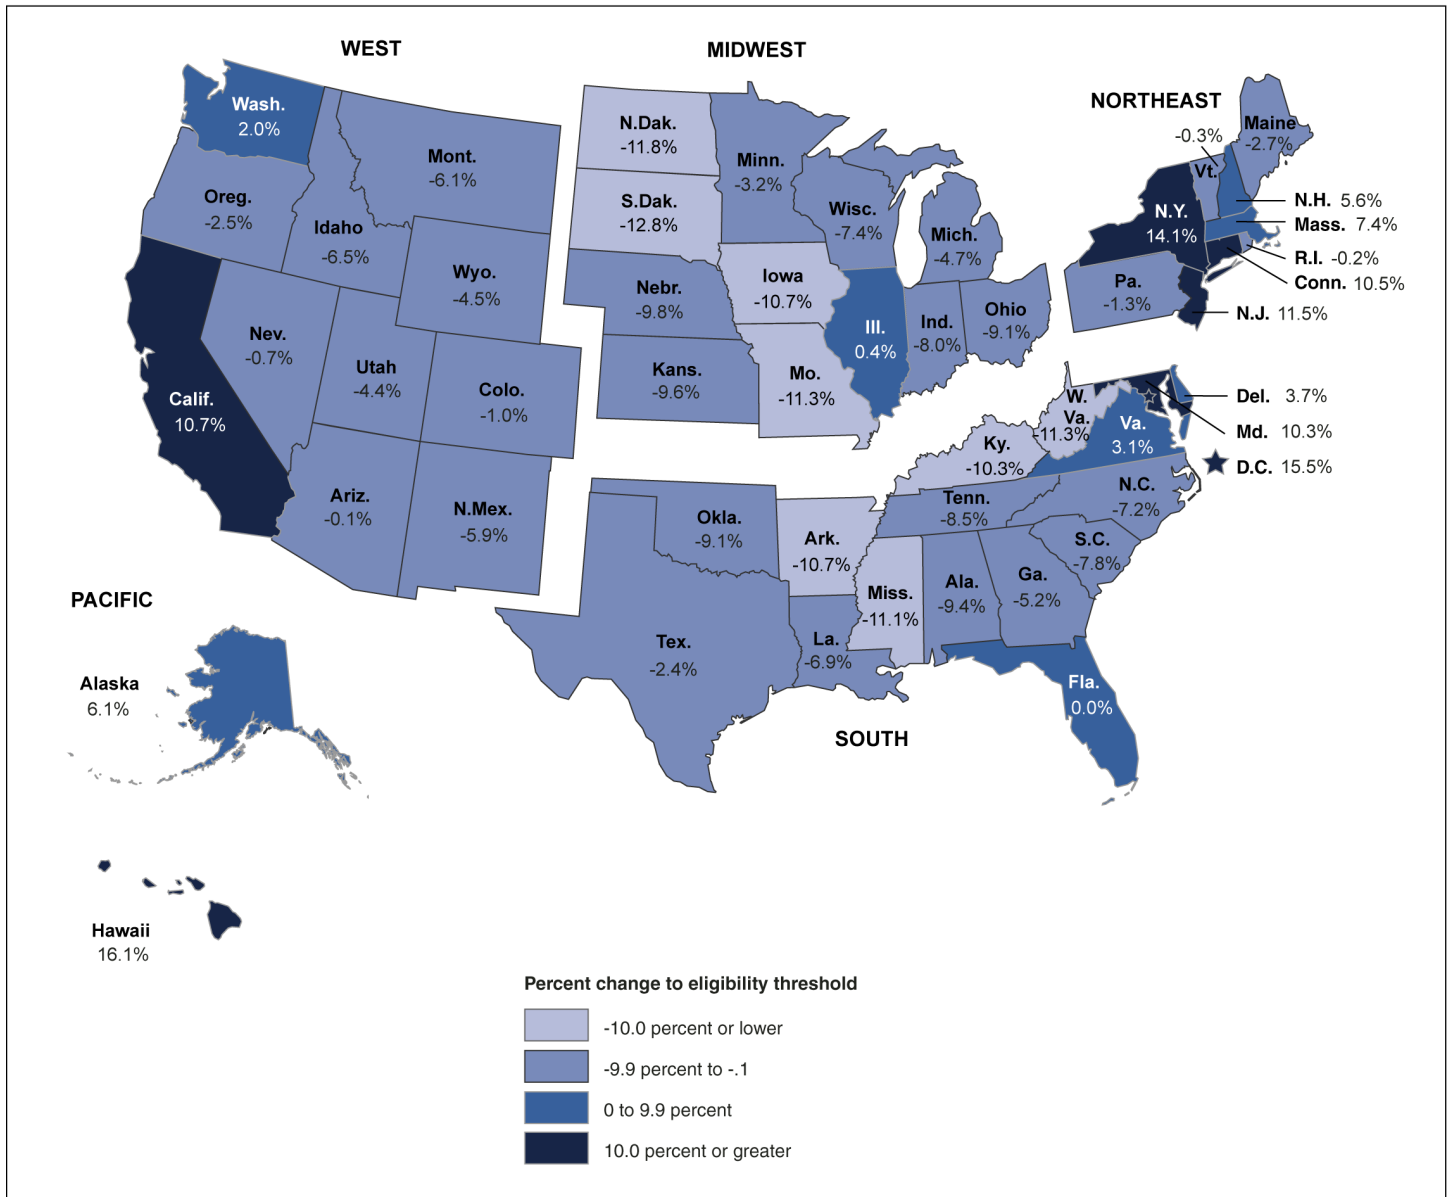 WEST
MIDWEST
NORTHEAST
Wash.
2.0%
Oreg.
-2.5%
Idaho
-6.5%
Mont.
-6.1%
Wyo.
-4.5%
Calif.
10.7%
Nev.
-0.7%
Utah
-4.4%
Colo.
-1.0%
Ariz.
-0.1%
N.Mex.
-5.9%
N.Dak.
-11.8%
S.Dak.
-12.8%
Nebr.
-9.8%
Kans.
-9.6%
Minn.
-3.2%
Iowa
-10.7%
Mo.
-11.3%
Wisc.
-7.4%
Ill.
0.4%
Mich.
-4.7%
Ind.
-8.0%
Ohio
-9.1%
Maine
-2.7%
-0.3%
Vt.
N.H. 5.6%
Mass. 7.4%
R.I. -0.2%
Conn. 10.5%
N.J. 11.5%
N.Y.
14.1%
Pa.
-1.3%
Del. 3.7%
Md. 10.3%
D.C. 15.5%
W.
Va.
-11.3%
Va.
3.1%
Ky.
-10.3%
Tenn.
-8.5%
N.C.
-7.2%
S.C.
-7.8%
Okla.
-9.1%
Ark.
-10.7%
Tex.
-2.4%
La.
-6.9%
Miss.
-11.1%
Ala.
-9.4%
Ga.
-5.2%
Fla.
0.0%
SOUTH
PACIFIC
Alaska
6.1%
Hawaii
16.1%
Percent change to eligibility threshold
-10.0 percent or lower
-9.9 percent to -.1
0 to 9.9 percent
10.0 percent or greater